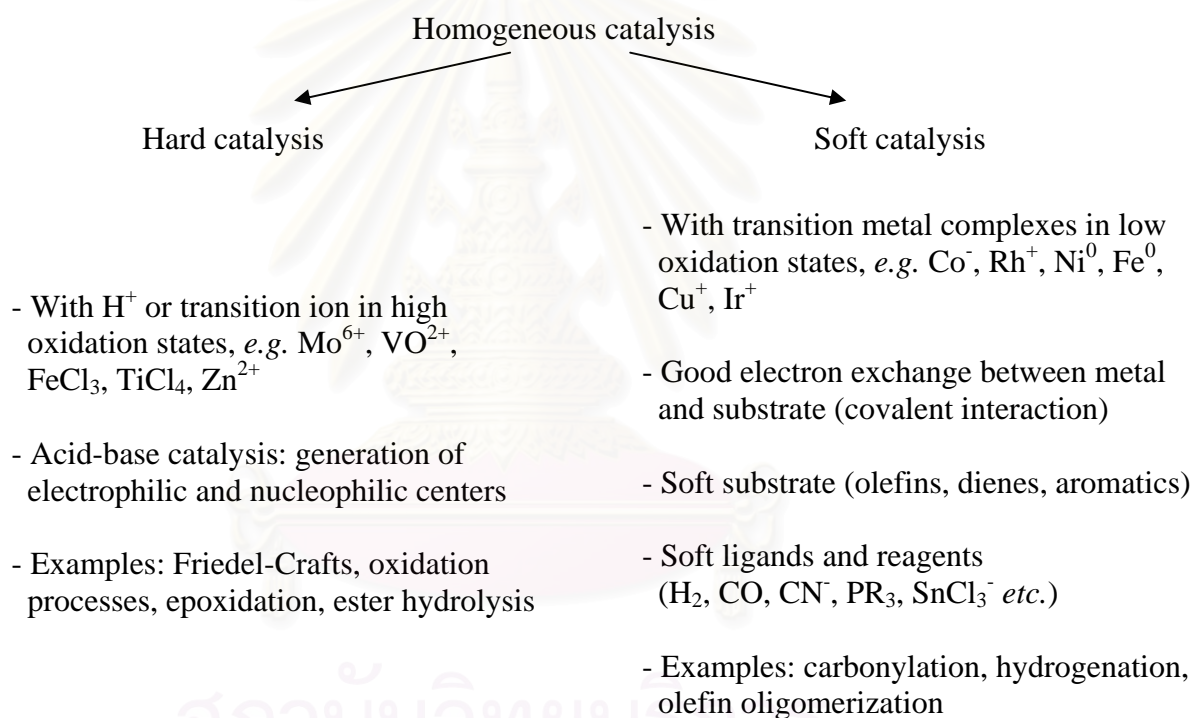 Homogeneous catalysis
Hard catalysis
- With H⁺ or transition ion in high
oxidation states, e.g. Mo⁶⁺, VO²⁺,
FeCl₃, TiCl₄, Zn²⁺
- Acid-base catalysis: generation of
electrophilic and nucleophilic centers
- Examples: Friedel-Crafts, oxidation
processes, epoxidation, ester hydrolysis
Soft catalysis
- With transition metal complexes in low
oxidation states, e.g. Co⁻, Rh⁺, Ni⁰, Fe⁰,
Cu⁺, Ir⁺
- Good electron exchange between metal
and substrate (covalent interaction)
- Soft substrate (olefins, dienes, aromatics)
- Soft ligands and reagents
(H₂, CO, CN⁻, PR₃, SnCl₃⁻ etc.)
- Examples: carbonylation, hydrogenation,
olefin oligomerization